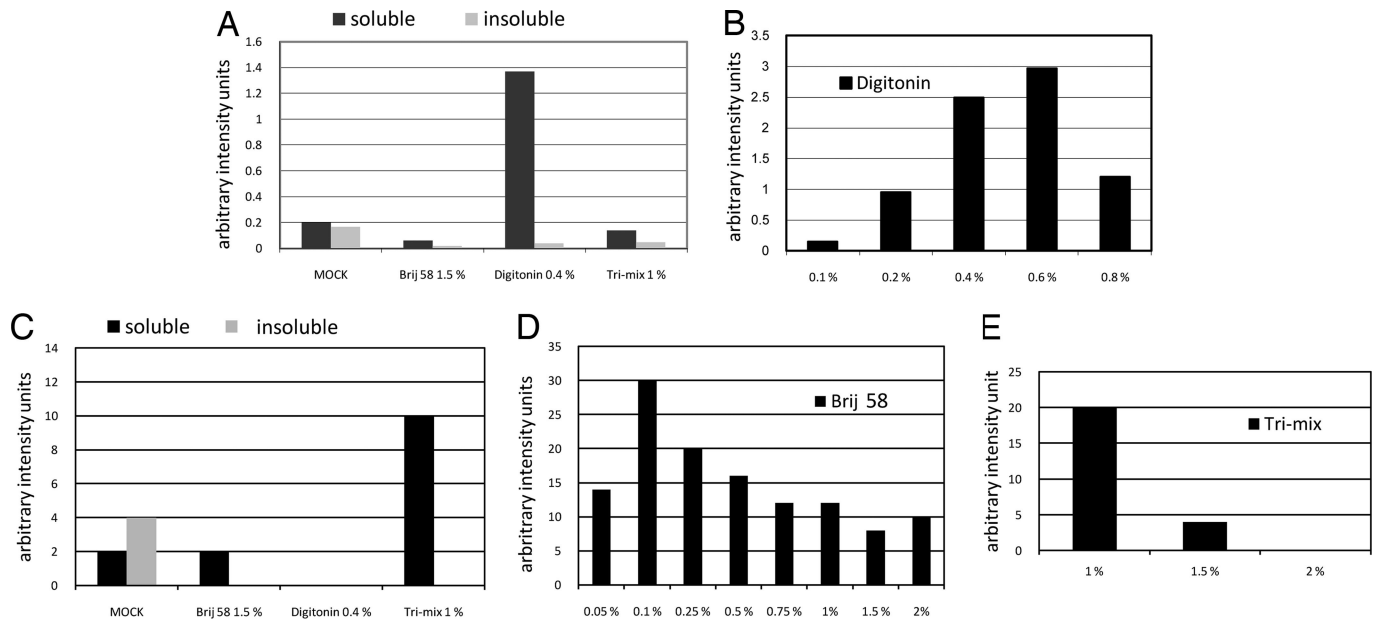 A
soluble insoluble
arbitrary intensity units
1.6
1.4
1.2
1
0.8
0.6
0.4
0.2
0
MOCK Brij 58 1.5 % Digitonin 0.4 % Tri-mix 1 %
B
Digitonin
arbitrary intensity units
3.5
3
2.5
2
1.5
1
0.5
0
0.1 % 0.2 % 0.4 % 0.6 % 0.8 %
C
soluble insoluble
arbitrary intensity units
14
12
10
8
6
4
2
0
MOCK Brij 58 1.5 % Digitonin 0.4 % Tri-mix 1 %
D
Brij 58
arbritrary intensity units
35
30
25
20
15
10
5
0
0.05 % 0.1 % 0.25 % 0.5 % 0.75 % 1% 1.5 % 2%
E
Tri-mix
arbitrary intensity unit
25
20
15
10
5
0
1 % 1.5 % 2 %